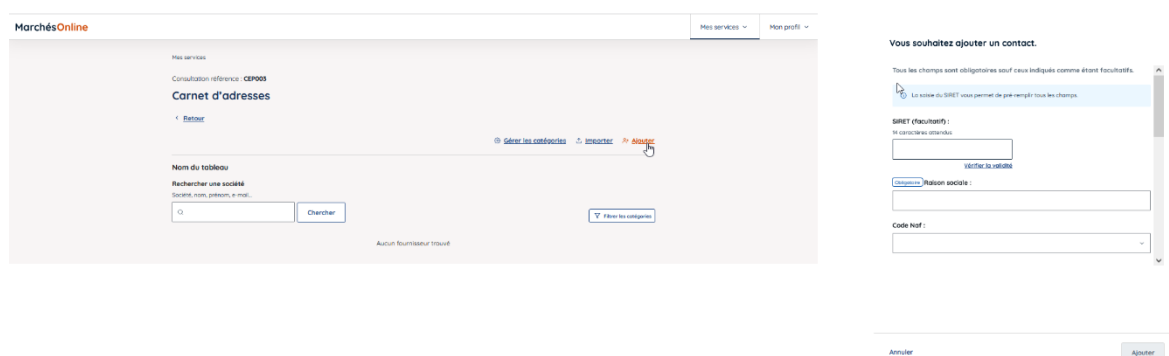 MarchésOnline
Mes services
Mon profil
Mes services
Consultation référence : CEP003
Carnet d'adresses
< Retour
Gérer les catégories
Importer
Ajouter
Nom du tableau
Rechercher une société
Société, nom, prénom, e-mail...
Chercher
Filtrer les catégories
Aucun fournisseur trouvé
Vous souhaitez ajouter un contact.
Tous les champs sont obligatoires sauf ceux indiqués comme étant facultatifs.
La saisie du SIRET vous permet de pré-remplir tous les champs.
SIRET (facultatif) :
14 caractères attendus
Vérifier la validité
Obligatoire Raison sociale :
Code Naf :
Annuler
Ajouter